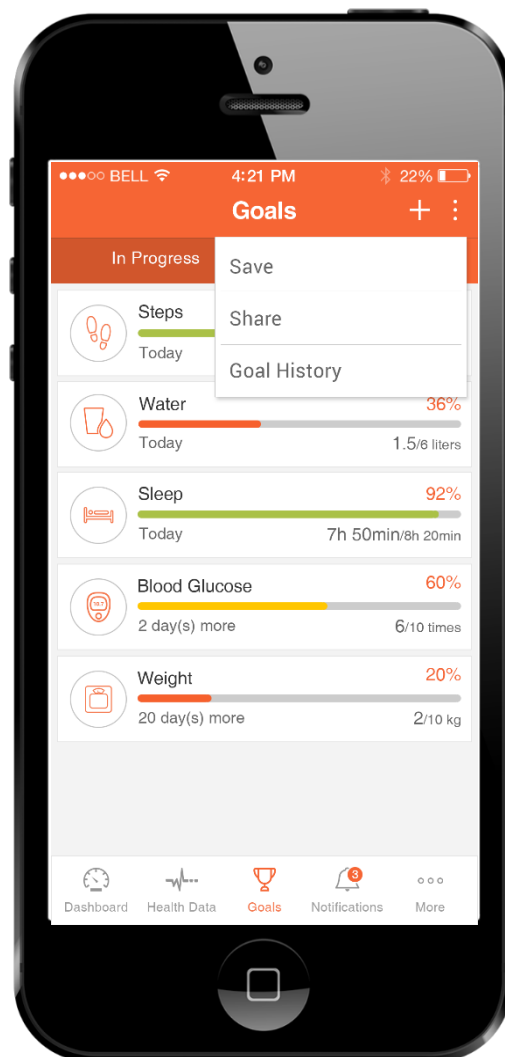 BELL 4:21 PM 22%
Goals
In Progress
Save
Share
Goal History
Steps
Today
Water 36%
Today 1.5/6 liters
Sleep 92%
Today 7h 50min/8h 20min
Blood Glucose 60%
2 day(s) more 6/10 times
Weight 20%
20 day(s) more 2/10 kg
3
Dashboard Health Data Goals Notifications More